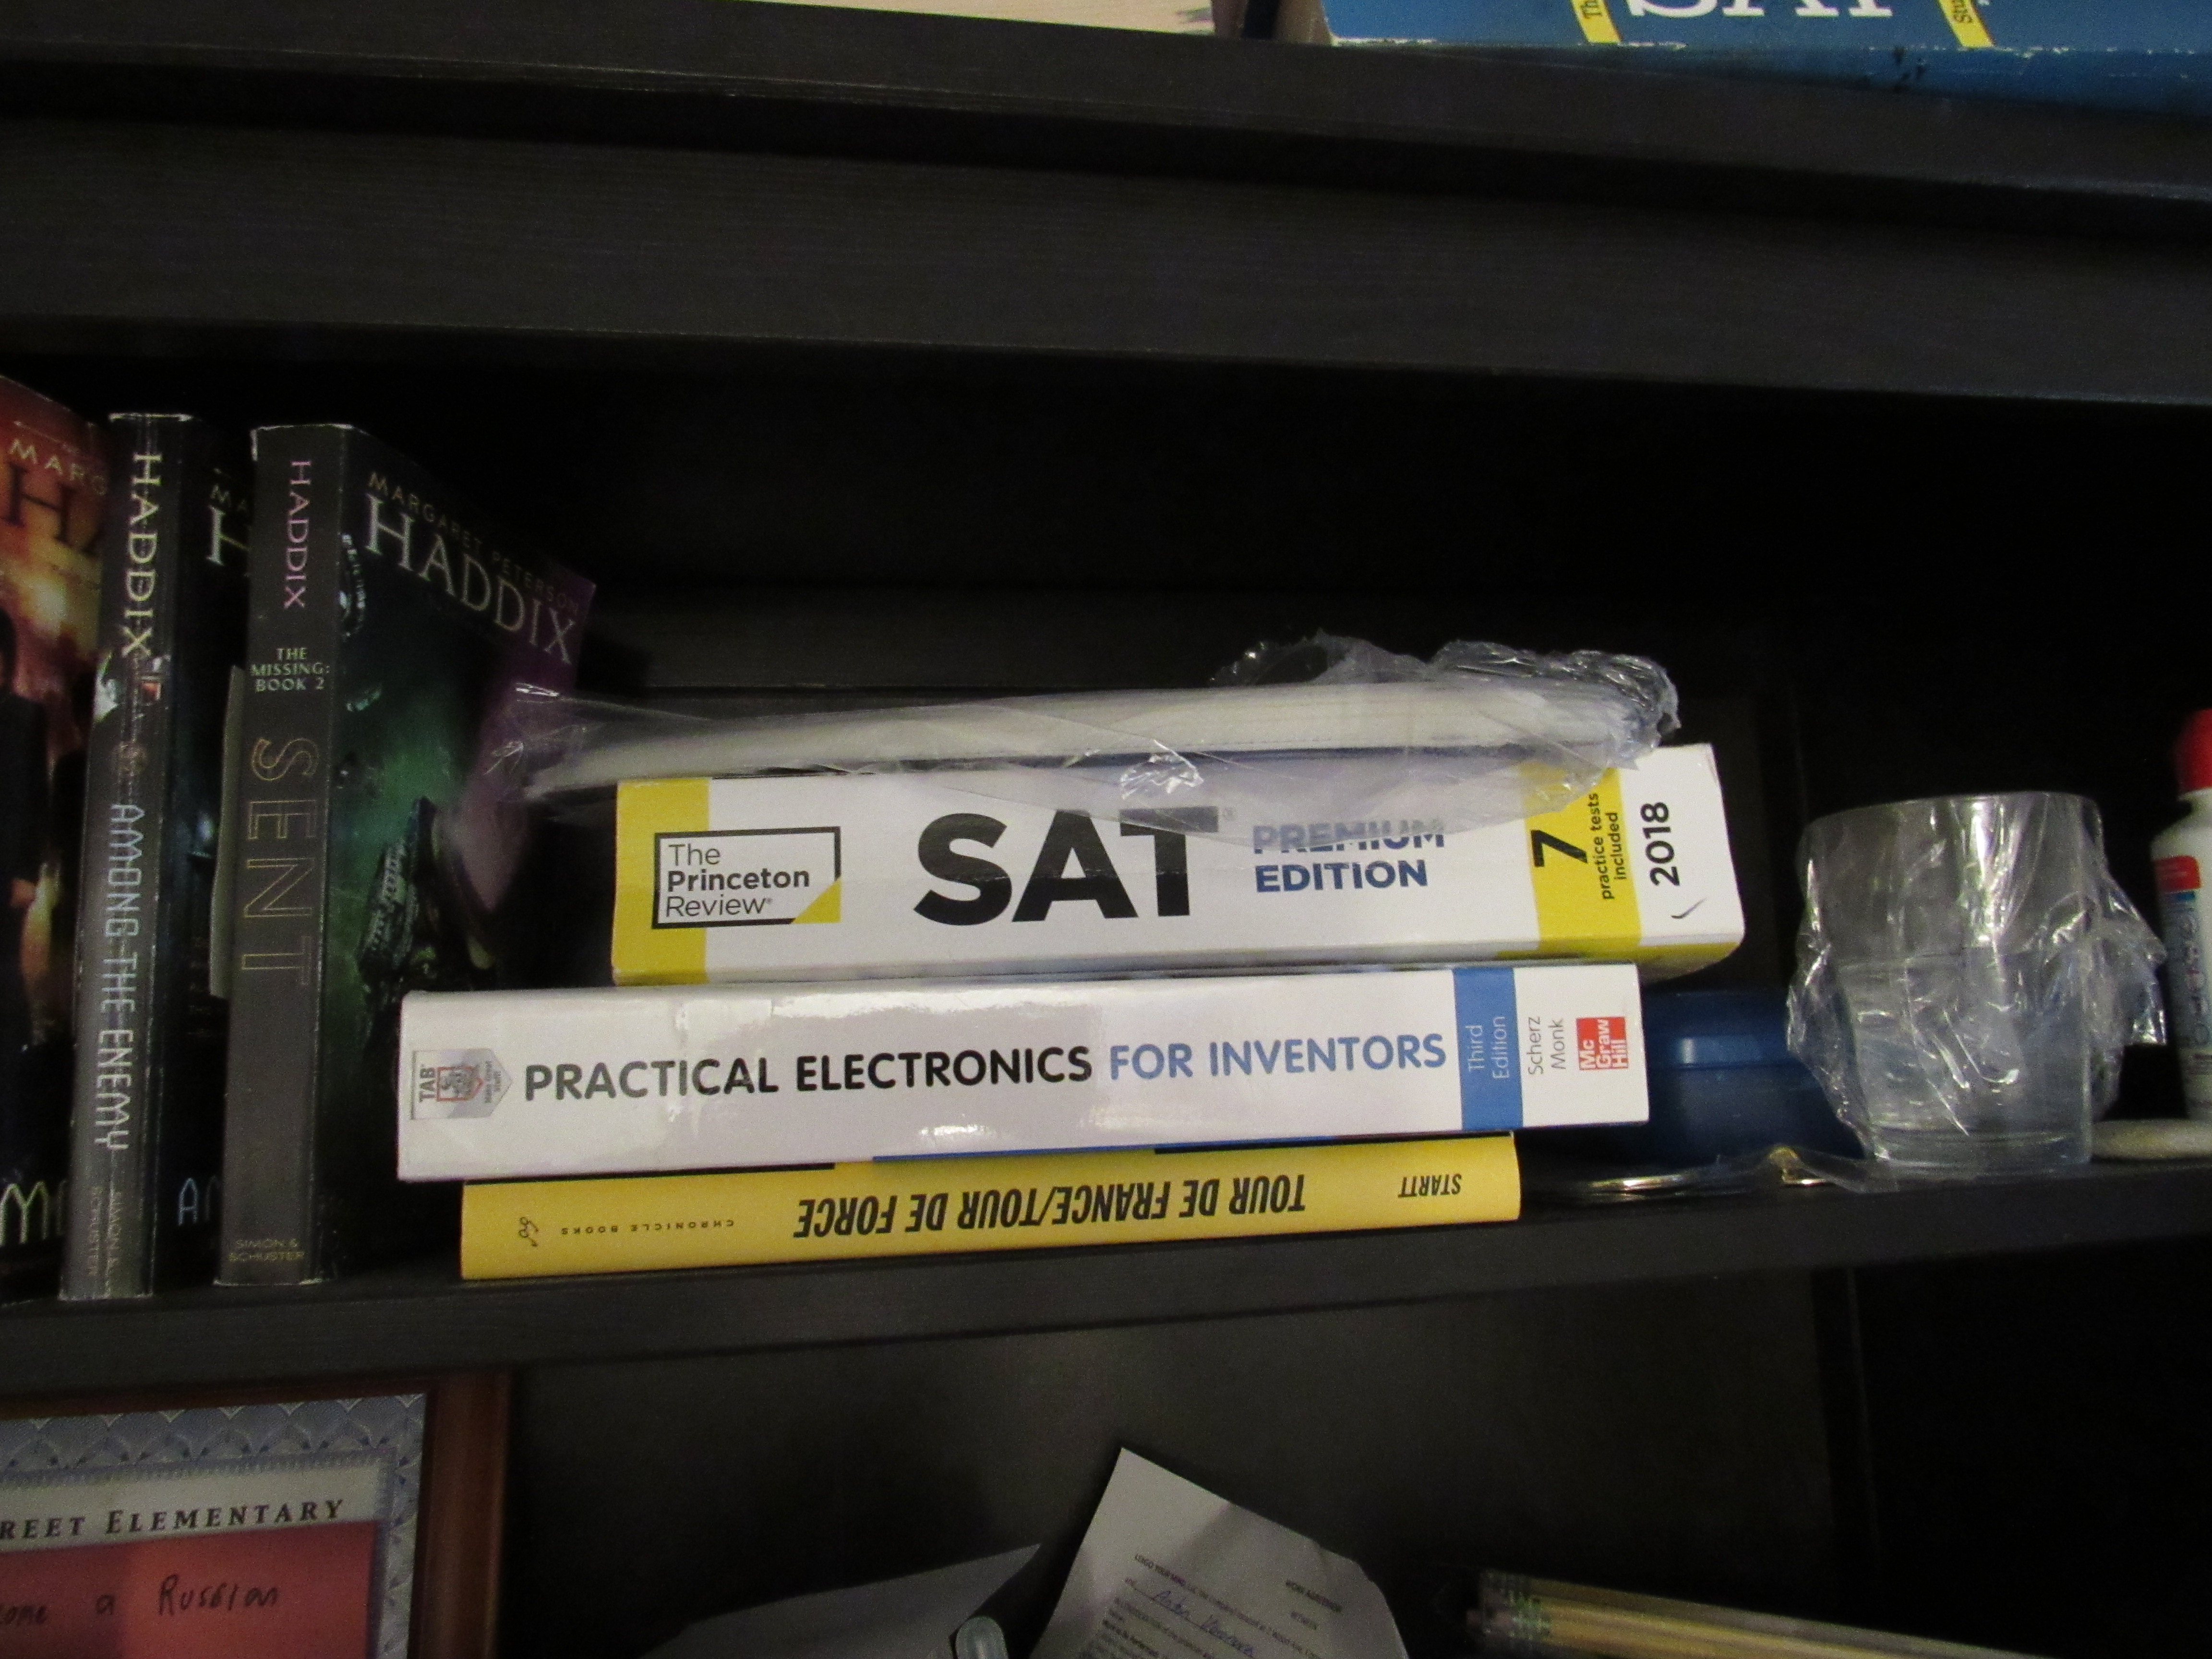 SAT
MARG
HADDIX
AMONG THE ENEMY
SIMON &
SCHUSTER
HADDIX
THE
MISSING:
BOOK 2
SENT
SIMON &
SCHUSTER
MARGARET PETERSON
HADDIX
The
Princeton
Review®
SAT®
PREMIUM
EDITION
7
practice tests
included
2018
TAB
PRACTICAL ELECTRONICS FOR INVENTORS
Third
Edition
Scherz
Monk
Mc
Graw
Hill
STARTT
TOUR DE FRANCE/TOUR DE FORCE
CHRONICLE BOOKS
REET ELEMENTARY
ome a Russian